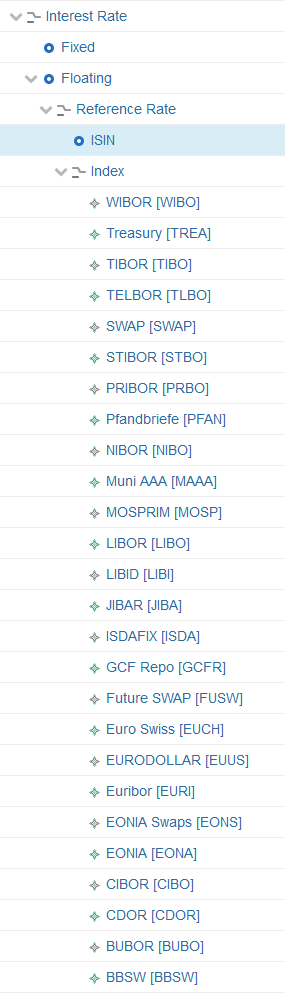 Interest Rate
Fixed
Floating
Reference Rate
ISIN
Index
WIBOR [WIBO]
Treasury [TREA]
TIBOR [TIBO]
TELBOR [TLBO]
SWAP [SWAP]
STIBOR [STBO]
PRIBOR [PRBO]
Pfandbriefe [PFAN]
NIBOR [NIBO]
Muni AAA [MAAA]
MOSPRIM [MOSP]
LIBOR [LIBO]
LIBID [LIBI]
JIBAR [JIBA]
ISDAFIX [ISDA]
GCF Repo [GCFR]
Future SWAP [FUSW]
Euro Swiss [EUCH]
EURODOLLAR [EUUS]
Euribor [EURI]
EONIA Swaps [EONS]
EONIA [EONA]
CIBOR [CIBO]
CDOR [CDOR]
BUBOR [BUBO]
BBSW [BBSW]